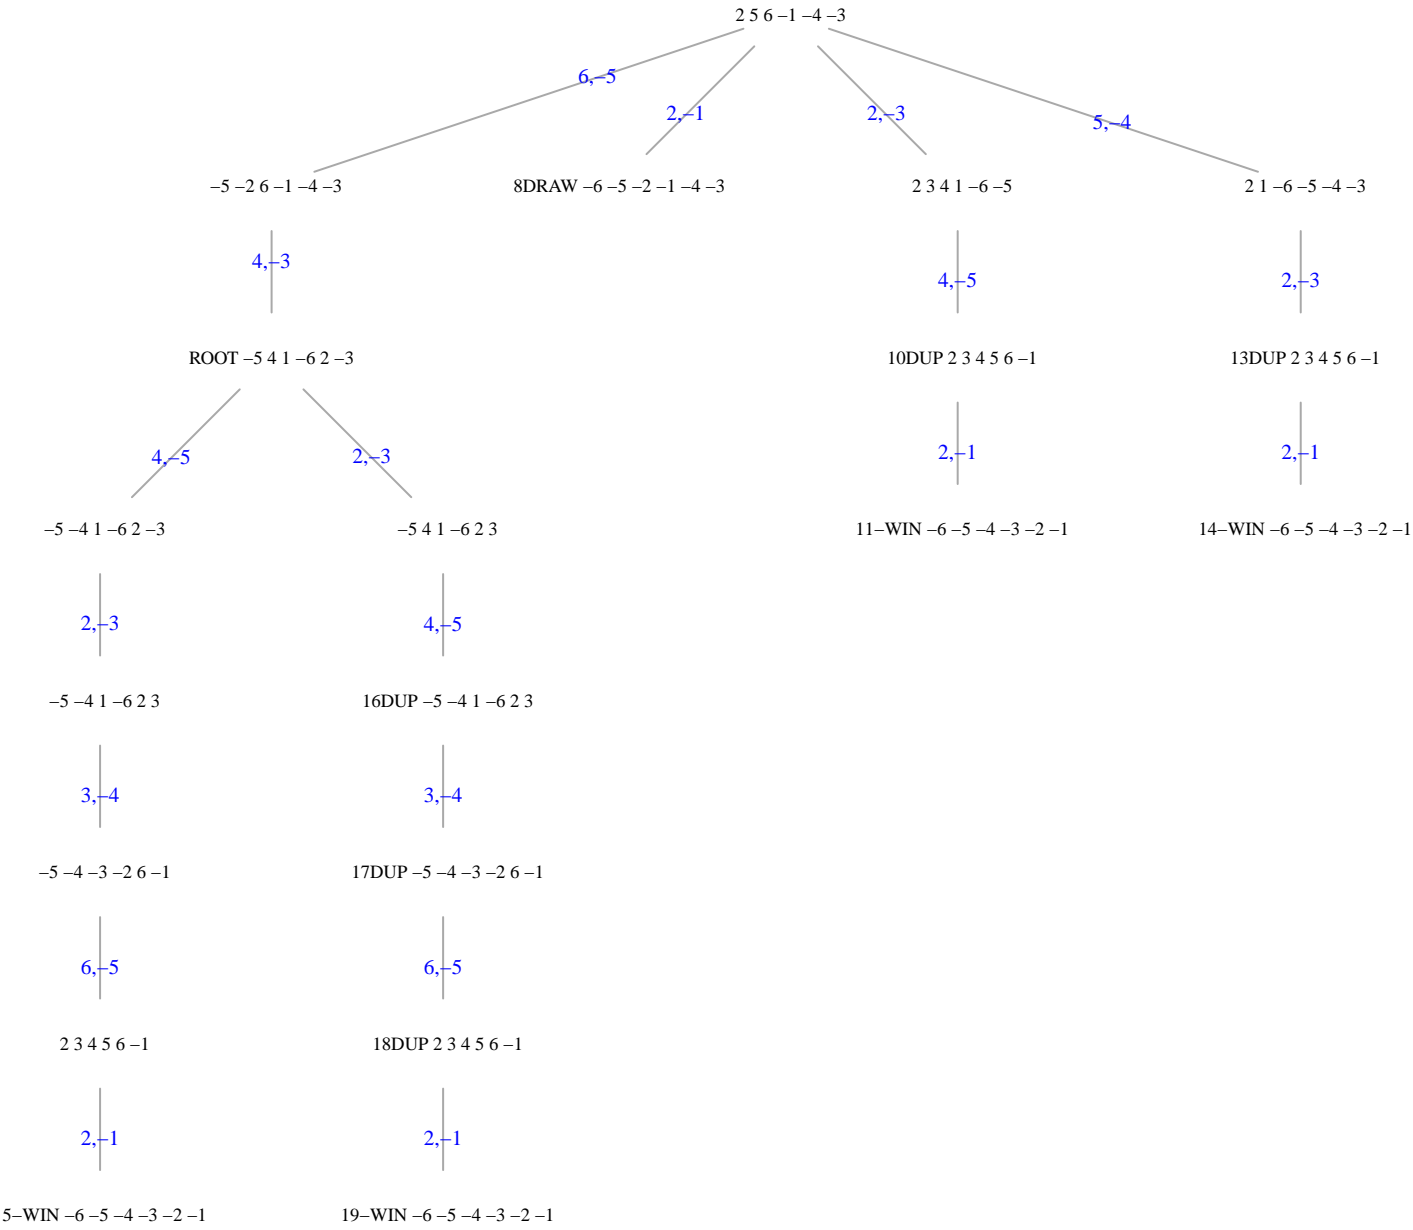 2 5 6 –1 –4 –3
6,–5
2,–1
2,–3
5,–4
–5 –2 6 –1 –4 –3
8DRAW –6 –5 –2 –1 –4 –3
2 3 4 1 –6 –5
2 1 –6 –5 –4 –3
4,–3
4,–5
2,–3
ROOT –5 4 1 –6 2 –3
10DUP 2 3 4 5 6 –1
13DUP 2 3 4 5 6 –1
4,–5
2,–3
2,–1
2,–1
–5 –4 1 –6 2 –3
–5 4 1 –6 2 3
11–WIN –6 –5 –4 –3 –2 –1
14–WIN –6 –5 –4 –3 –2 –1
2,–3
4,–5
–5 –4 1 –6 2 3
16DUP –5 –4 1 –6 2 3
3,–4
3,–4
–5 –4 –3 –2 6 –1
17DUP –5 –4 –3 –2 6 –1
6,–5
6,–5
2 3 4 5 6 –1
18DUP 2 3 4 5 6 –1
2,–1
2,–1
5–WIN –6 –5 –4 –3 –2 –1
19–WIN –6 –5 –4 –3 –2 –1